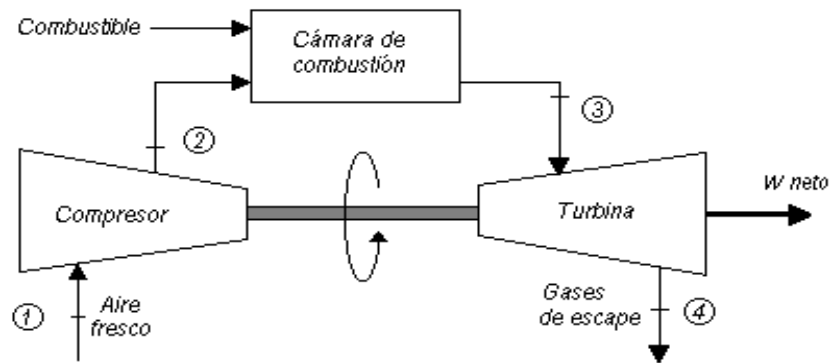 Combustible
Cámara de
combustión
2
3
Compresor
Turbina
W neto
1
Aire
fresco
Gases
de escape
4